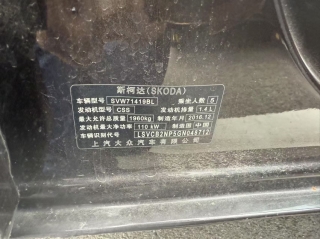 斯柯达(SKODA)
车辆型号 SVW71419BL 乘坐人数 5
发动机型号 CSS 发动机排量 1.4 L
最大允许总质量 1960kg 制造年月 2016.12
发动机最大净功率 110 kW 制造国 中国
车辆识别代号 LSVCB2NP5GN048712
上汽大众汽车有限公司